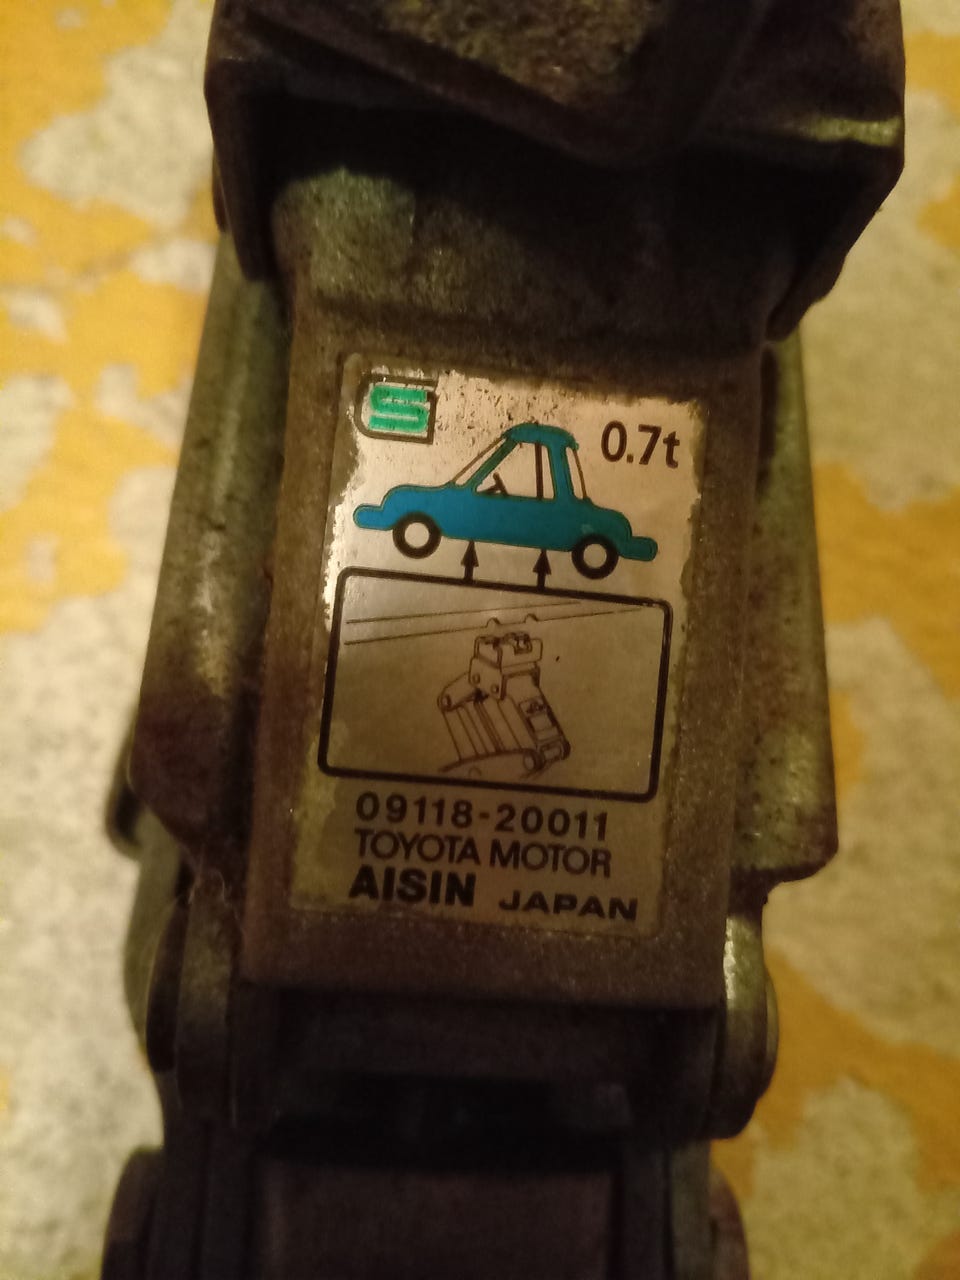 S
0.7t
09118-20011
TOYOTA MOTOR
AISIN JAPAN